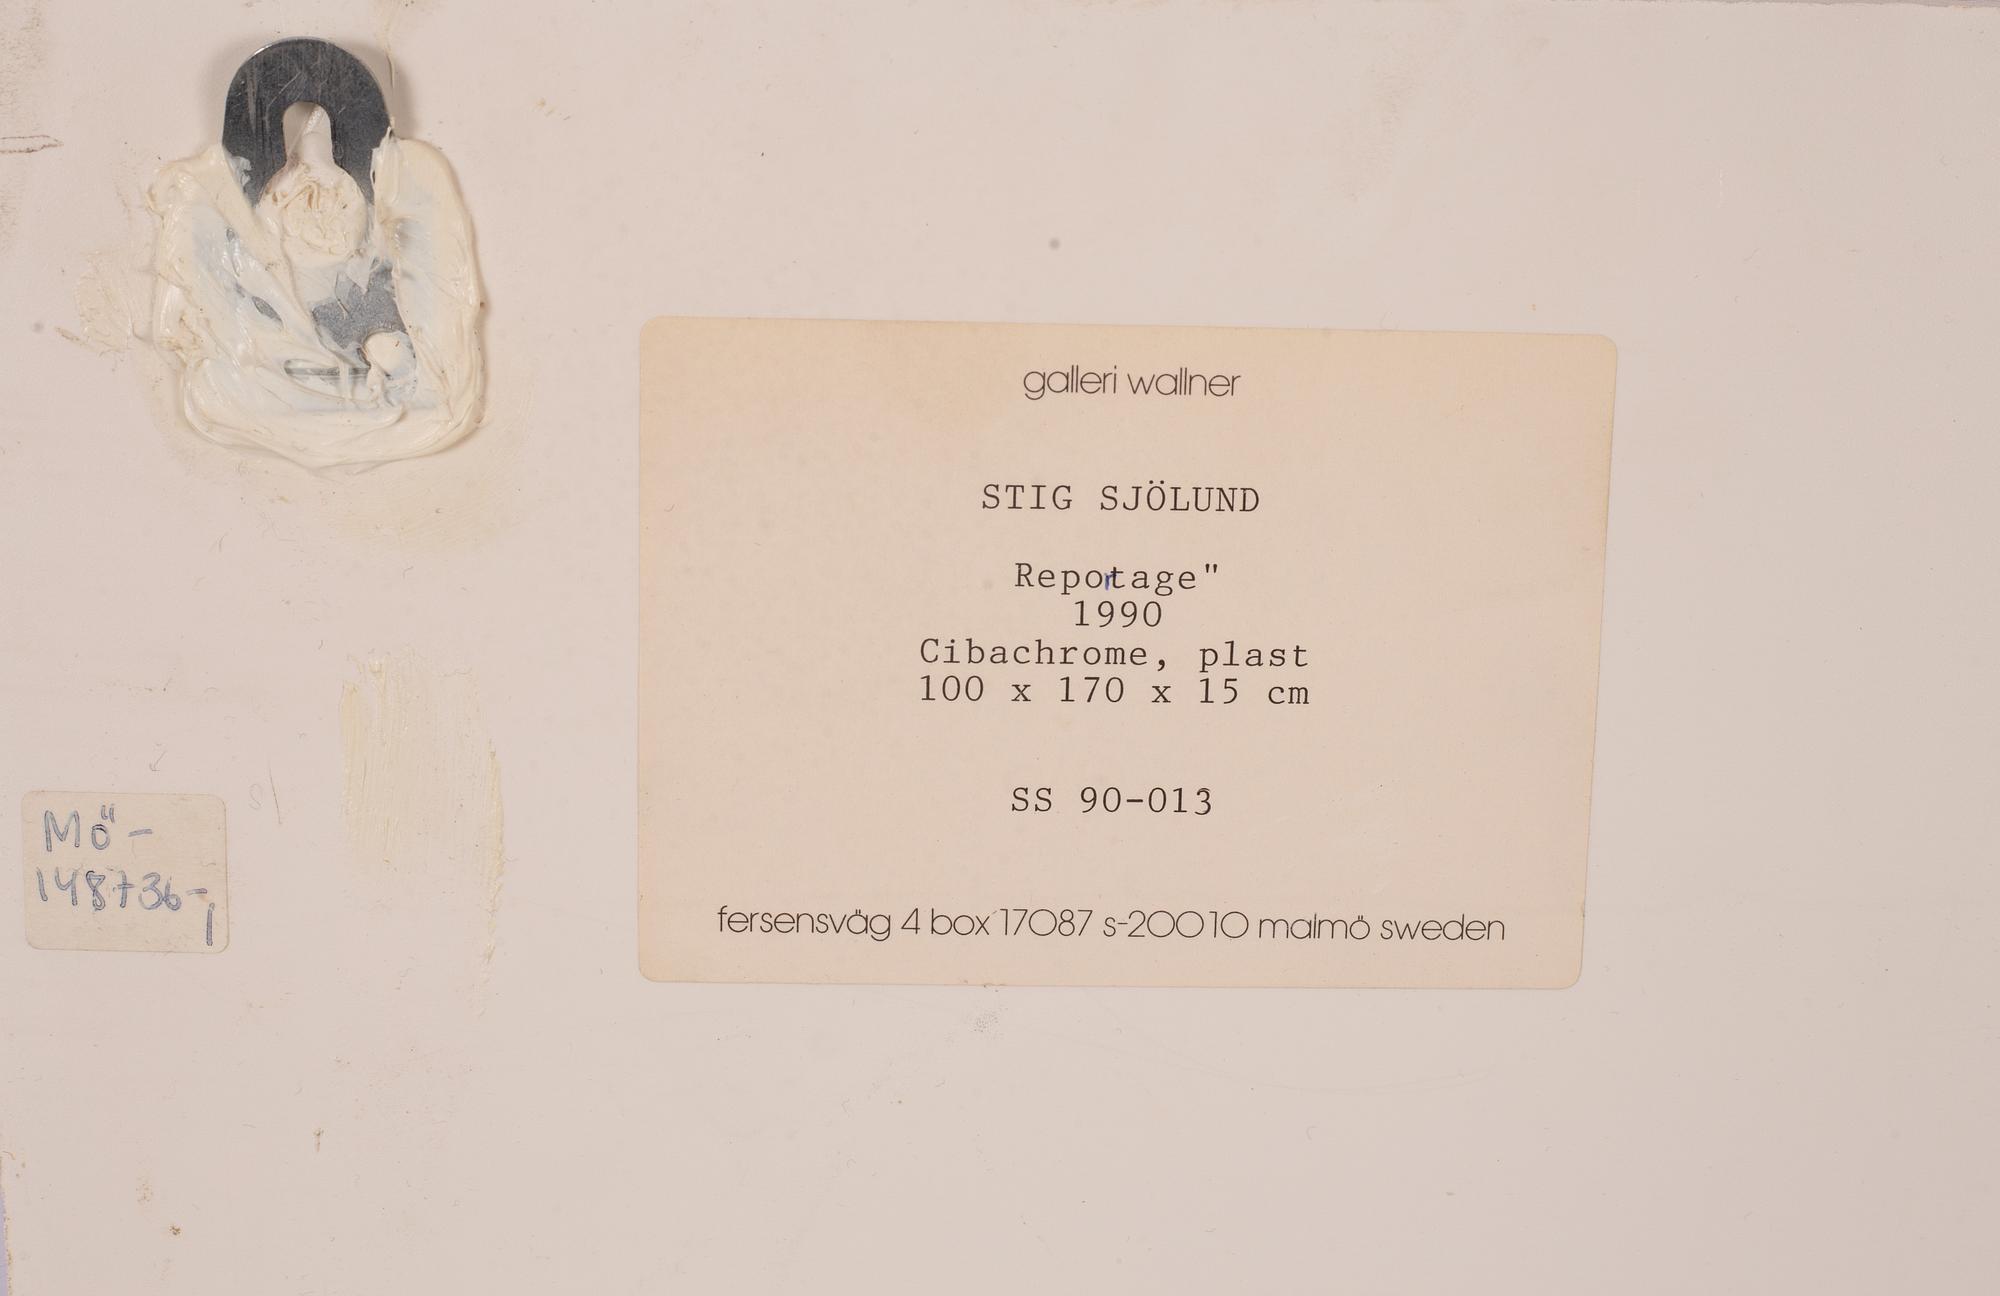 galleri wallner
STIG SJÖLUND
Reportage"
1990
Cibachrome, plast
100 x 170 x 15 cm
SS 90-013
fersensväg 4 box 17087 s-20010 malmö sweden
Mö-
148736-1